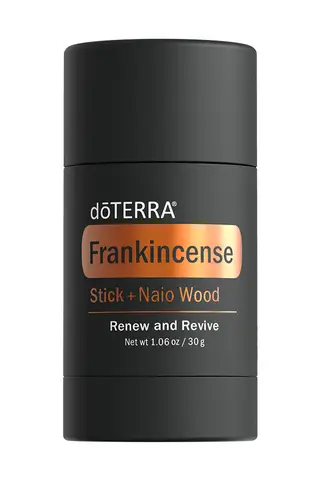 dōTERRA®
Frankincense
Stick + Naio Wood
Renew and Revive
Net wt 1.06 oz / 30 g